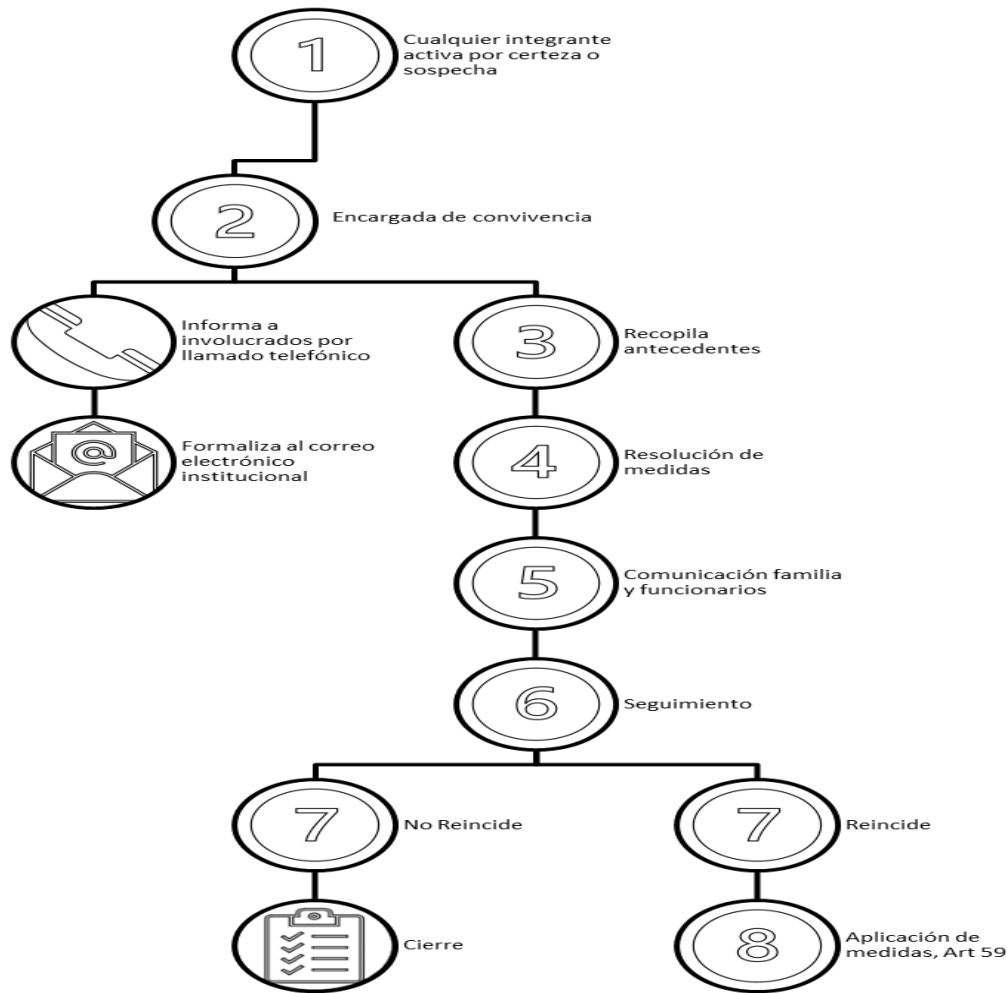 1
Cualquier integrante
activa por certeza o
sospecha
2
Encargada de convivencia
Informa a
involucrados por
llamado telefónico
@
Formaliza al correo
electrónico
institucional
3
Recopila
antecedentes
4
Resolución de
medidas
5
Comunicación familia
y funcionarios
6
Seguimiento
7
No Reincide
Cierre
7
Reincide
8
Aplicación de
medidas, Art 59